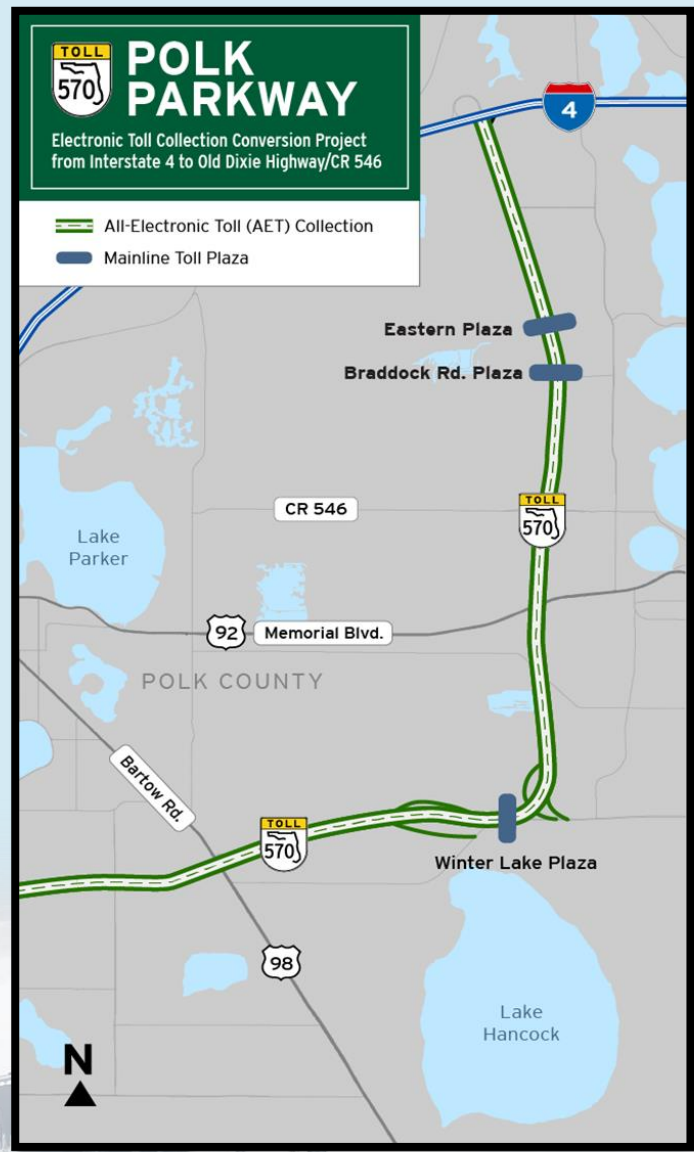 TOLL
570
POLK
PARKWAY
Electronic Toll Collection Conversion Project
from Interstate 4 to Old Dixie Highway/CR 546
All-Electronic Toll (AET) Collection
Mainline Toll Plaza
4
Eastern Plaza
Braddock Rd. Plaza
CR 546
TOLL
570
Lake
Parker
92
Memorial Blvd.
POLK COUNTY
Bartow Rd.
TOLL
570
Winter Lake Plaza
98
Lake
Hancock
N